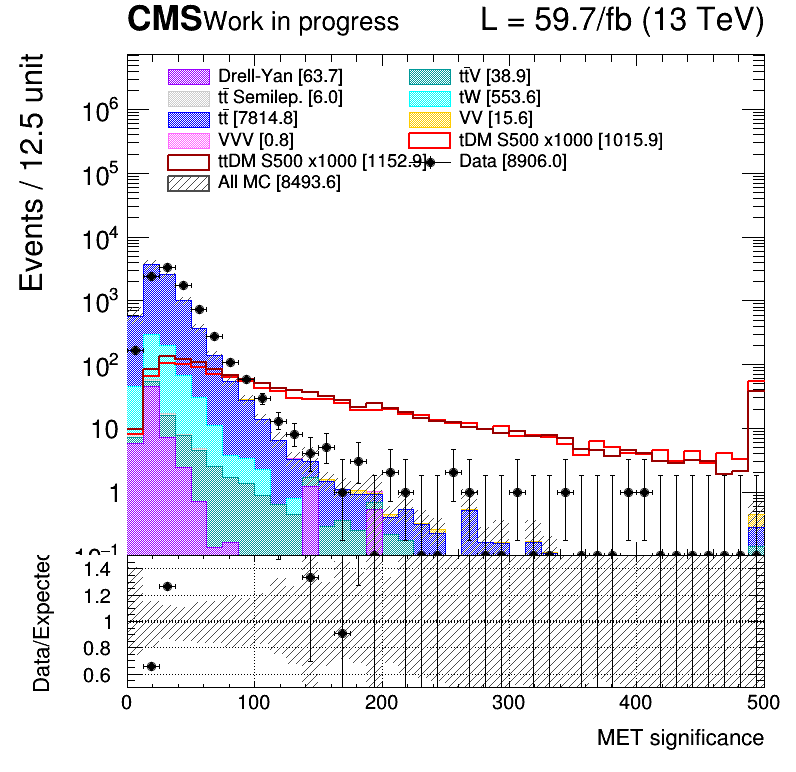 CMS Work in progress L = 59.7/fb (13 TeV)
Drell-Yan [63.7] tt̄V [38.9]
tt̄ Semilep. [6.0] tW [553.6]
tt̄ [7814.8] VV [15.6]
VVV [0.8] tDM S500 x1000 [1015.9]
ttDM S500 x1000 [1152.9] Data [8906.0]
All MC [8493.6]
Events / 12.5 unit
10⁶
10⁵
10⁴
10³
10²
10
1
10⁻¹
Data/Expected
1.4
1.2
1
0.8
0.6
0 100 200 300 400 500
MET significance